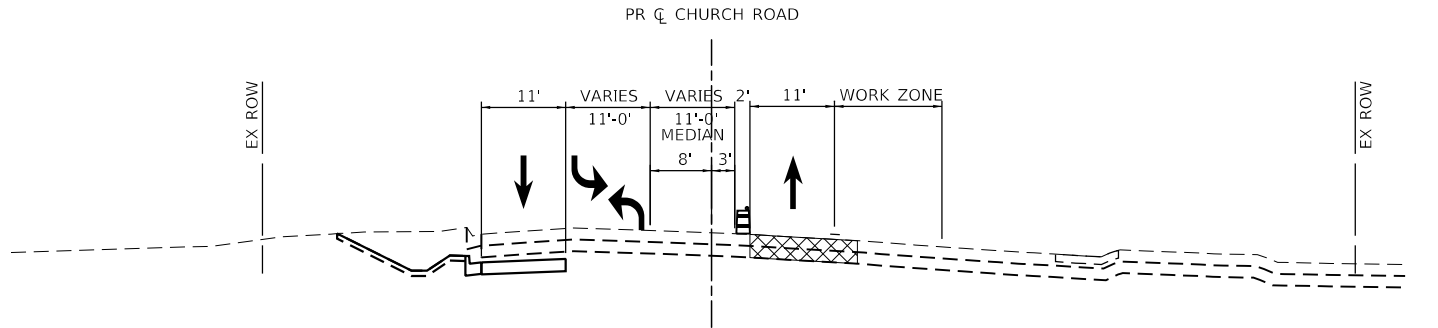 PR ℄ CHURCH ROAD
EX ROW
11'
VARIES
11'-0'
VARIES
11'-0'
MEDIAN
2'
11'
WORK ZONE
8'
3'
EX ROW